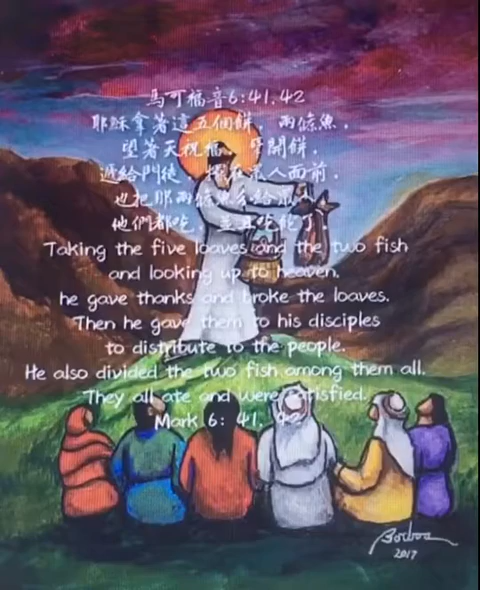 馬可福音6:41.42
耶穌拿著這五個餅，兩條魚，
望著天祝福，擘開餅，
遞給門徒，擺在眾人面前，
也把那兩條魚分給眾人
他們都吃，並且吃飽了.
Taking the five loaves and the two fish
and looking up to heaven,
he gave thanks and broke the loaves.
Then he gave them to his disciples
to distribute to the people.
He also divided the two fish among them all.
They all ate and were satisfied.
Mark 6: 41, 42
2017